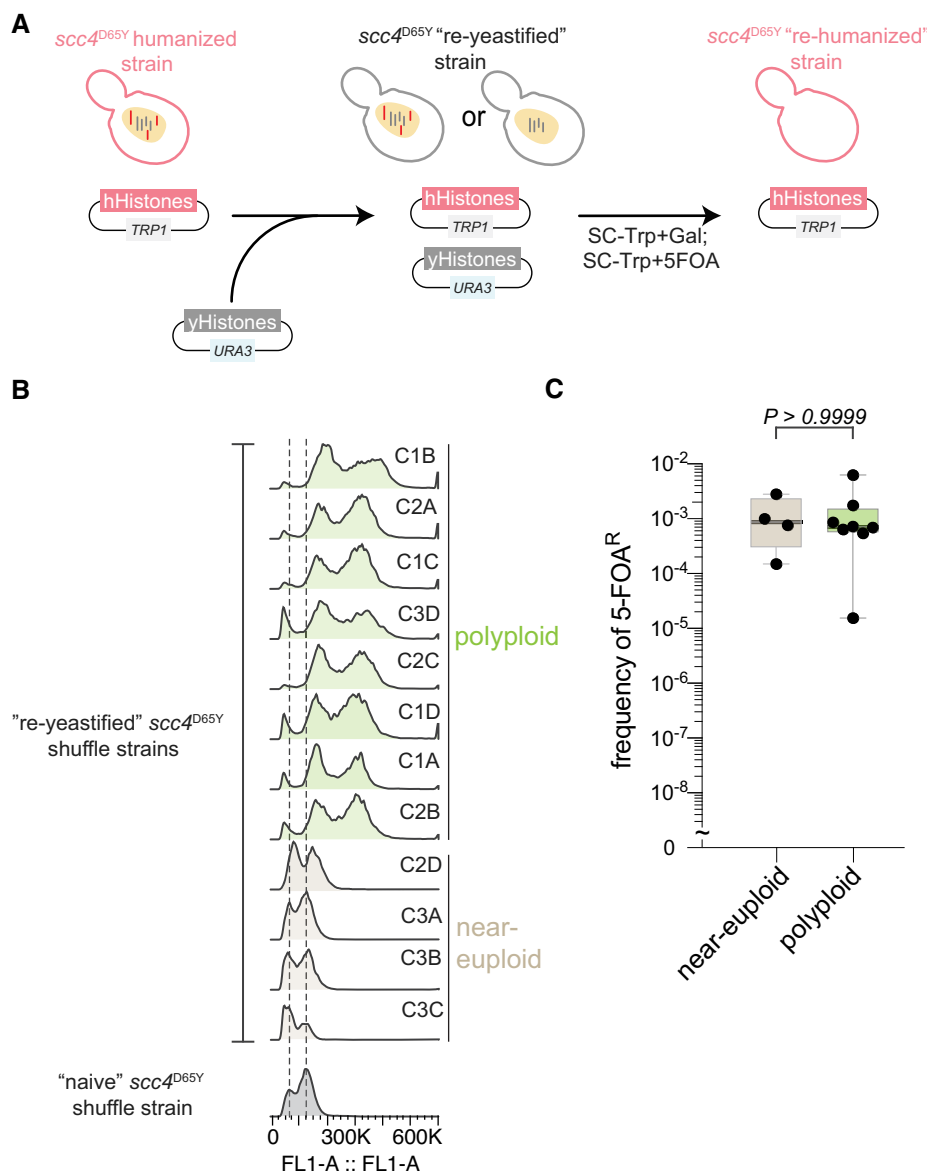 A
scc4D65Y humanized
strain
scc4D65Y “re-yeastified”
strain
scc4D65Y “re-humanized”
strain
or
hHistones
TRP1
hHistones
TRP1
hHistones
TRP1
yHistones
URA3
SC-Trp+Gal;
SC-Trp+5FOA
yHistones
URA3
B
C1B
C2A
C1C
C3D
C2C
C1D
C1A
C2B
C2D
C3A
C3B
C3C
polyploid
near-
euploid
”re-yeastified” scc4D65Y
shuffle strains
“naive” scc4D65Y
shuffle strain
0 300K 600K
FL1-A :: FL1-A
C
P > 0.9999
frequency of 5-FOAR
10-2
10-3
10-4
10-5
10-6
10-7
10-8
~
0
near-euploid
polyploid